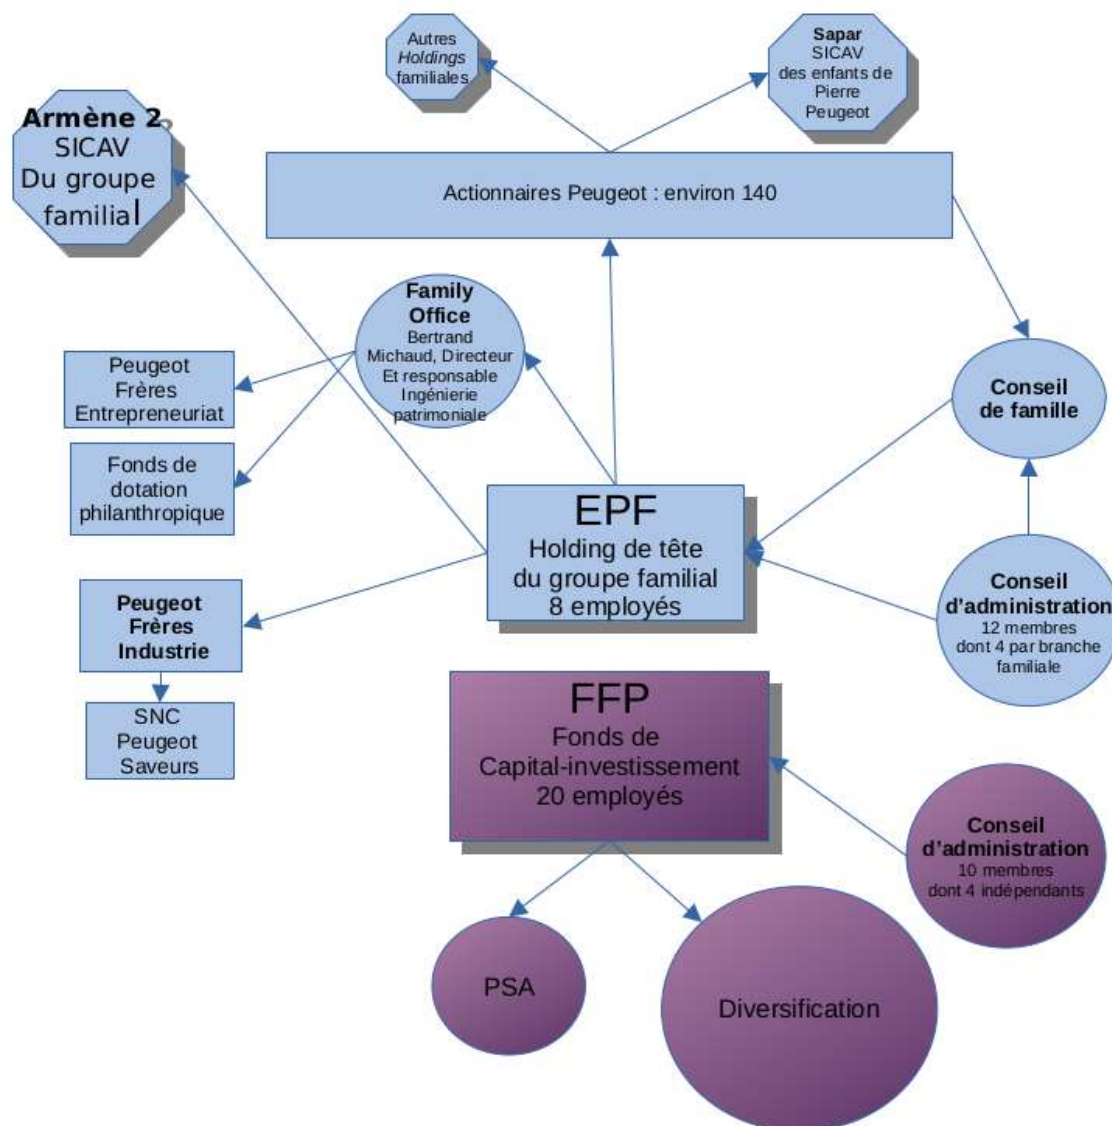 Autres
Holdings
familiales
Sapar
SICAV
des enfants de
Pierre
Peugeot
Armène 2
SICAV
Du groupe
familial
Actionnaires Peugeot : environ 140
Family
Office
Bertrand
Michaud, Directeur
Et responsable
Ingénierie
patrimoniale
Peugeot
Frères
Entrepreneuriat
Conseil
de famille
Fonds de
dotation
philanthropique
EPF
Holding de tête
du groupe familial
8 employés
Conseil
d'administration
12 membres
dont 4 par branche
familiale
Peugeot
Frères
Industrie
SNC
Peugeot
Saveurs
FFP
Fonds de
Capital-investissement
20 employés
Conseil
d'administration
10 membres
dont 4 indépendants
PSA
Diversification